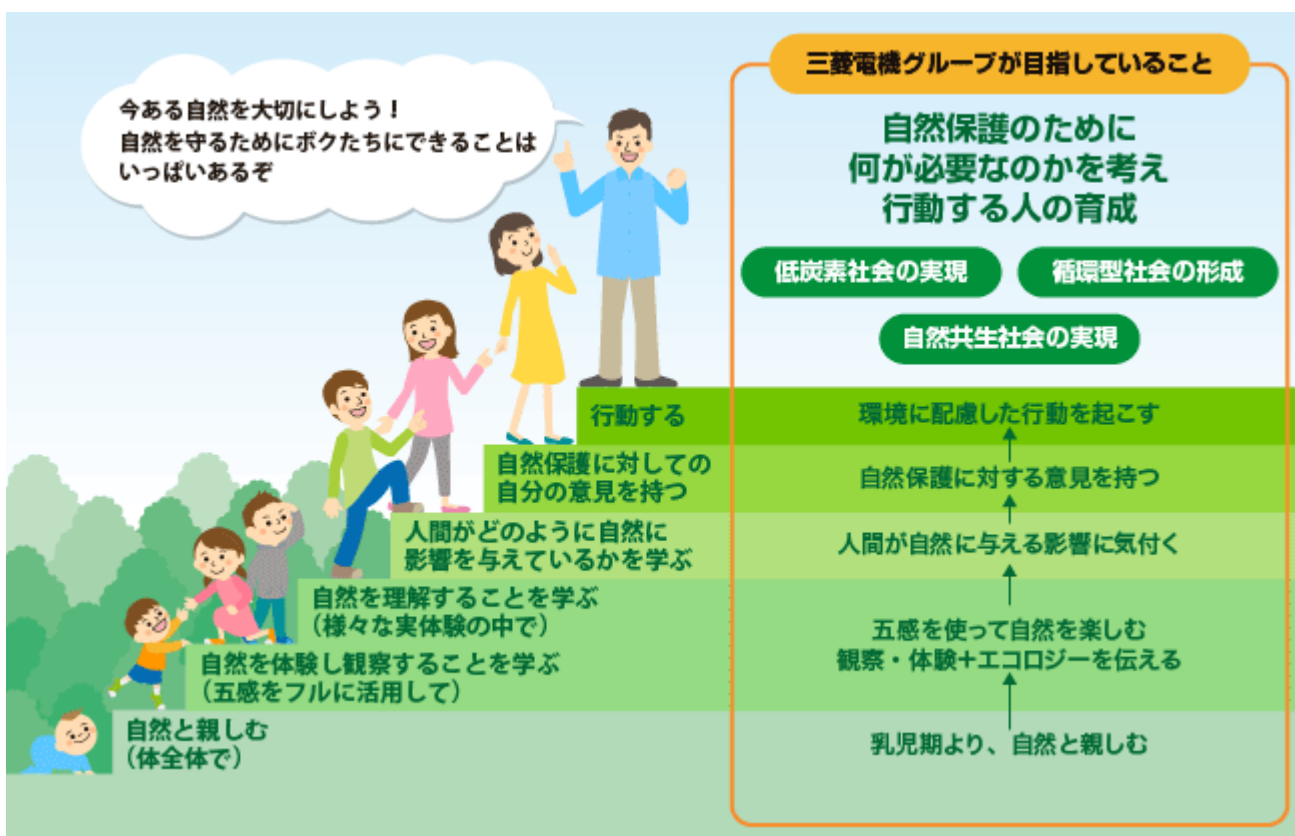 今ある自然を大切にしよう！
自然を守るためにボクたちにできることは
いっぱいあるぞ
行動する
自然保護に対しての
自分の意見を持つ
人間がどのように自然に
影響を与えているかを学ぶ
自然を理解することを学ぶ
(様々な実体験の中で)
自然を体験し観察することを学ぶ
(五感をフルに活用して)
自然と親しむ
(体全体で)
三菱電機グループが目指していること
自然保護のために
何が必要なのかを考え
行動する人の育成
低炭素社会の実現
循環型社会の形成
自然共生社会の実現
環境に配慮した行動を起こす
自然保護に対する意見を持つ
人間が自然に与える影響に気付く
五感を使って自然を楽しむ
観察・体験+エコロジーを伝える
乳児期より、自然と親しむ